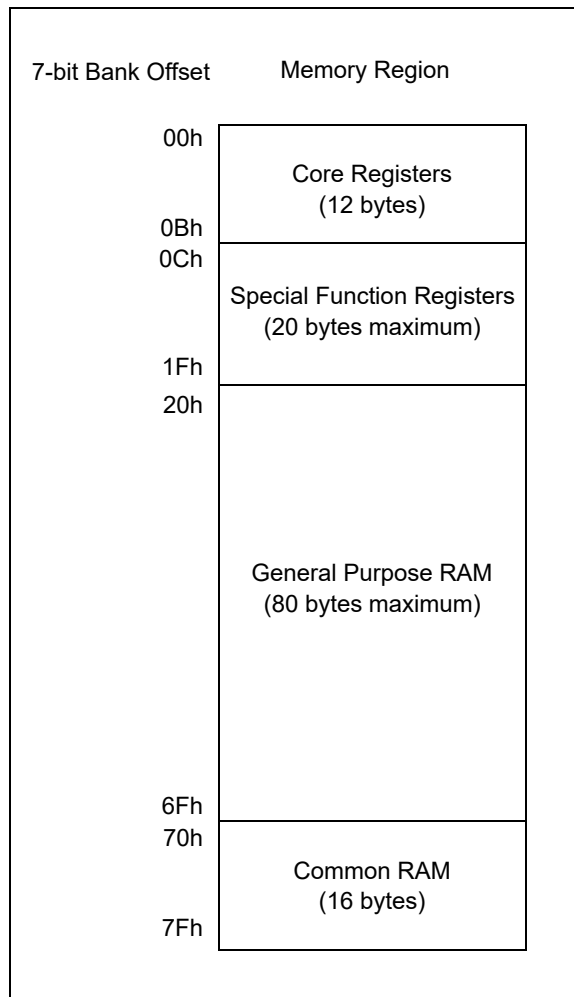 7-bit Bank Offset Memory Region
00h
Core Registers
(12 bytes)
0Bh
0Ch
Special Function Registers
(20 bytes maximum)
1Fh
20h
General Purpose RAM
(80 bytes maximum)
6Fh
70h
Common RAM
(16 bytes)
7Fh